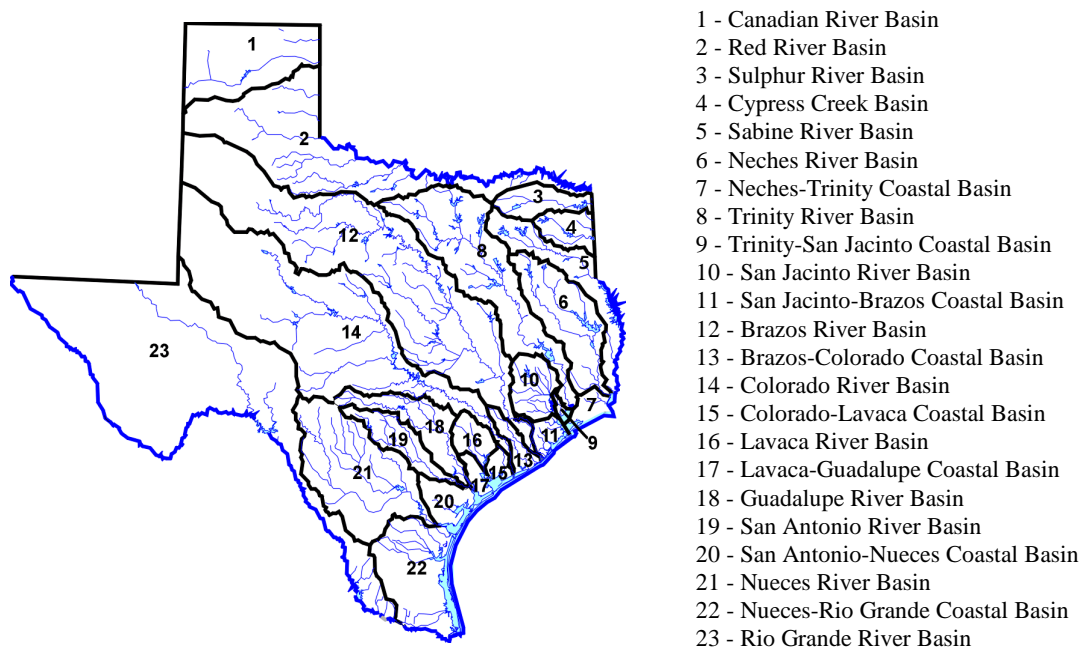 1
2
3
4
5
6
7
8
9
10
11
12
13
14
15
16
17
18
19
20
21
22
23
1 - Canadian River Basin
2 - Red River Basin
3 - Sulphur River Basin
4 - Cypress Creek Basin
5 - Sabine River Basin
6 - Neches River Basin
7 - Neches-Trinity Coastal Basin
8 - Trinity River Basin
9 - Trinity-San Jacinto Coastal Basin
10 - San Jacinto River Basin
11 - San Jacinto-Brazos Coastal Basin
12 - Brazos River Basin
13 - Brazos-Colorado Coastal Basin
14 - Colorado River Basin
15 - Colorado-Lavaca Coastal Basin
16 - Lavaca River Basin
17 - Lavaca-Guadalupe Coastal Basin
18 - Guadalupe River Basin
19 - San Antonio River Basin
20 - San Antonio-Nueces Coastal Basin
21 - Nueces River Basin
22 - Nueces-Rio Grande Coastal Basin
23 - Rio Grande River Basin